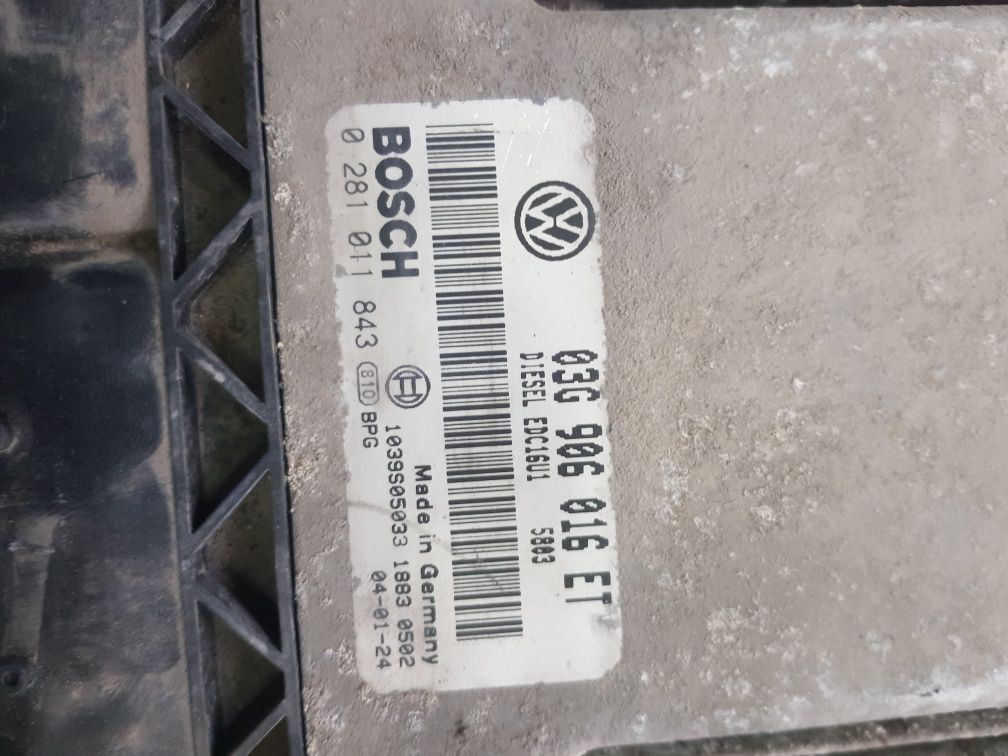 03G 906 016 ET
DIESEL EDC16U1 5803
BOSCH
Made in Germany
1039S05033 1883 0502
0 281 011 843 810 BPG 04-01-24